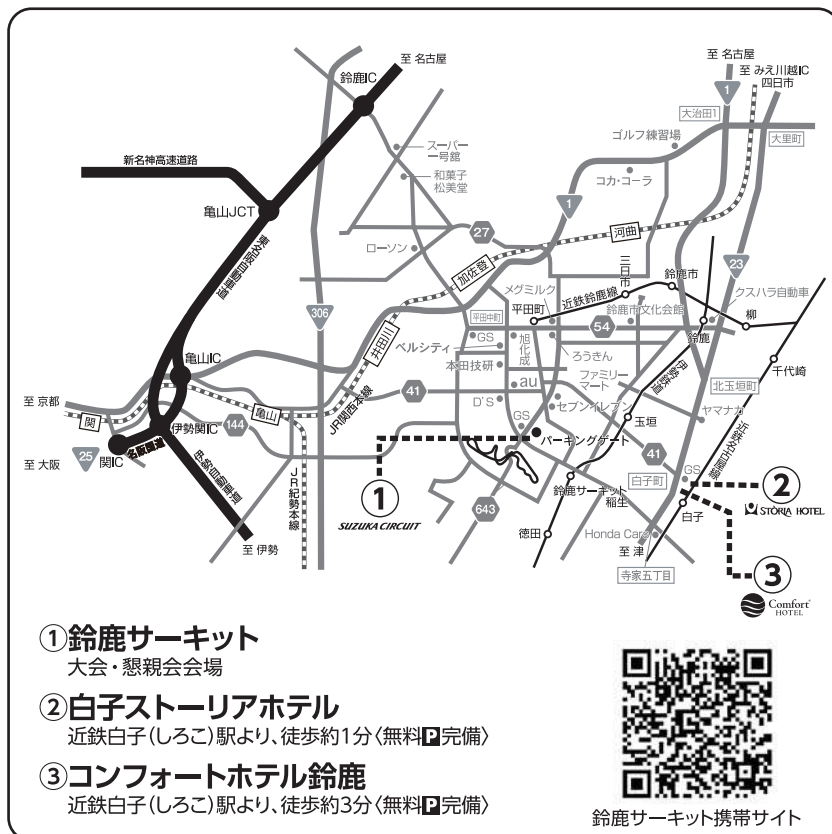 至 名古屋
至 名古屋
至 みえ川越IC
四日市
鈴鹿IC
1
大治田1
大里町
ゴルフ練習場
スーパー
一号舘
新名神高速道路
和菓子
松美堂
コカ・コーラ
亀山JCT
1
27
河曲
ローソン
東名阪自動車道
加佐登
三日市
鈴鹿市
23
メグミルク
近鉄鈴鹿線
クスハラ自動車
306
平田中町
平田町
鈴鹿市文化会館
54
鈴鹿
柳
井田川
GS
旭化成
ベルシティ
ろうきん
伊勢鉄道
亀山IC
本田技研
ファミリー
マート
千代崎
北玉垣町
至 京都
JR関西本線
41
au
D'S
セブンイレブン
玉垣
ヤマナカ
関
亀山
144
GS
伊勢関IC
パーキングゲート
近鉄名古屋線
至 大阪
25
関IC
名阪国道
伊勢自動車道
JR紀勢本線
41
白子町
GS
1
SUZUKA CIRCUIT
643
鈴鹿サーキット
稲生
2
STORIA HOTEL
白子
徳田
Honda Cars
至 伊勢
至 津
寺家五丁目
3
Comfort
HOTEL
①鈴鹿サーキット
大会・懇親会会場
②白子ストーリアホテル
近鉄白子(しろこ)駅より、徒歩約1分〈無料P完備〉
③コンフォートホテル鈴鹿
近鉄白子(しろこ)駅より、徒歩約3分〈無料P完備〉
鈴鹿サーキット携帯サイト